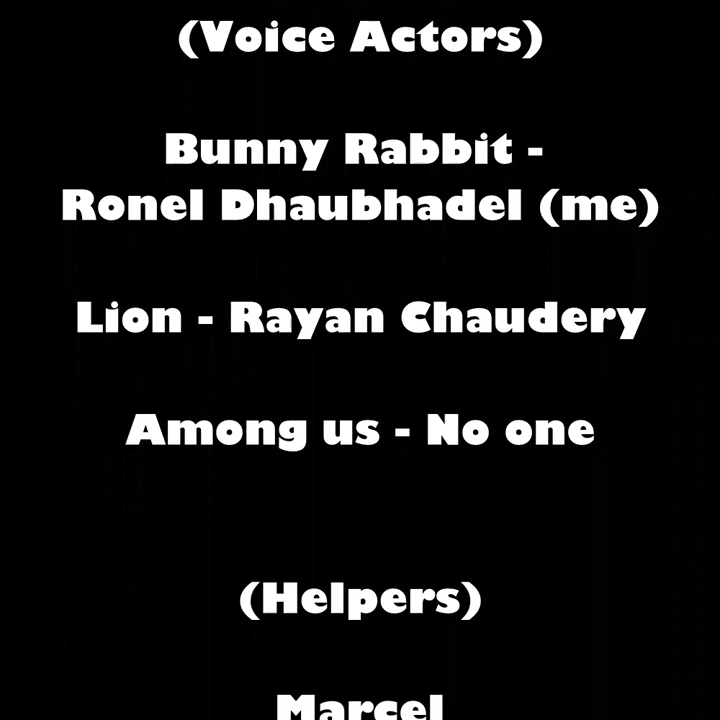 (Voice Actors)
Bunny Rabbit -
Ronel Dhaubhadel (me)
Lion - Rayan Chaudery
Among us - No one
(Helpers)
Marcel